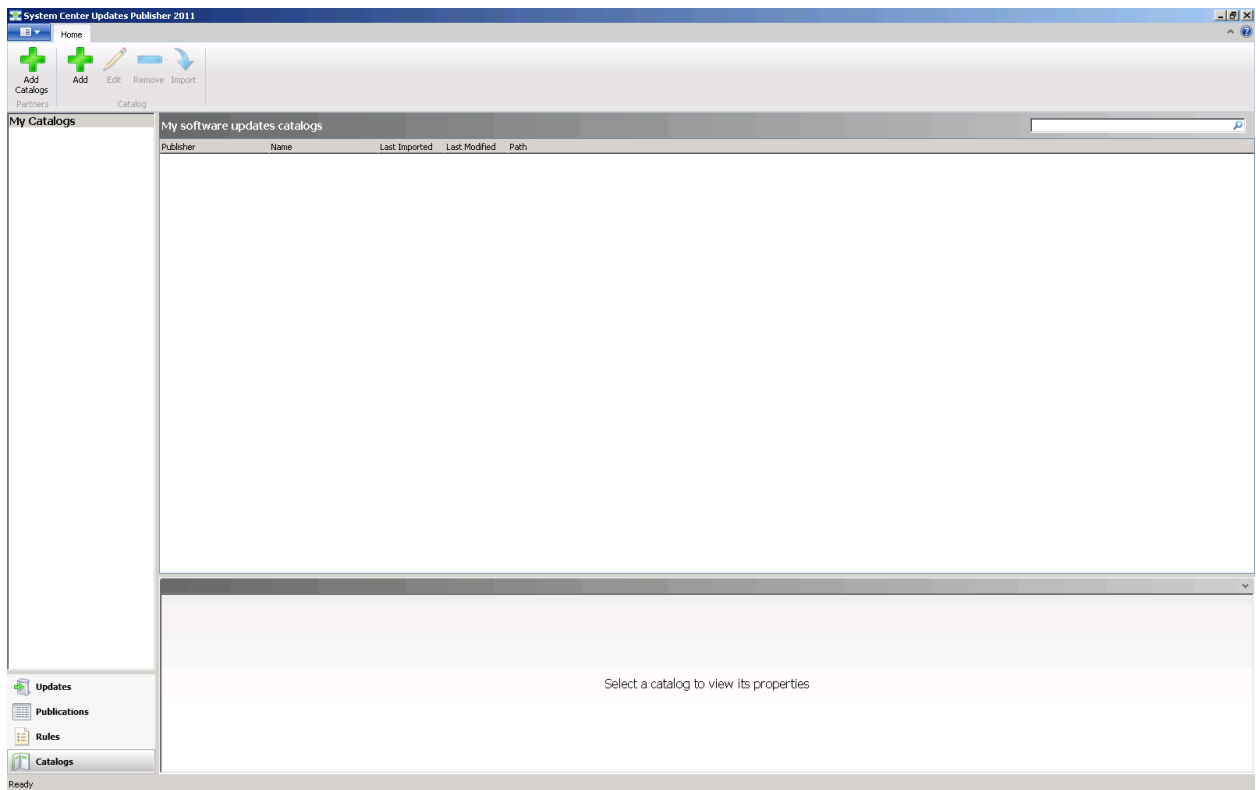 System Center Updates Publisher 2011
Home
Add Catalogs
Add
Edit
Remove
Import
Partners
Catalog
My Catalogs
My software updates catalogs
Publisher
Name
Last Imported
Last Modified
Path
Select a catalog to view its properties
Updates
Publications
Rules
Catalogs
Ready